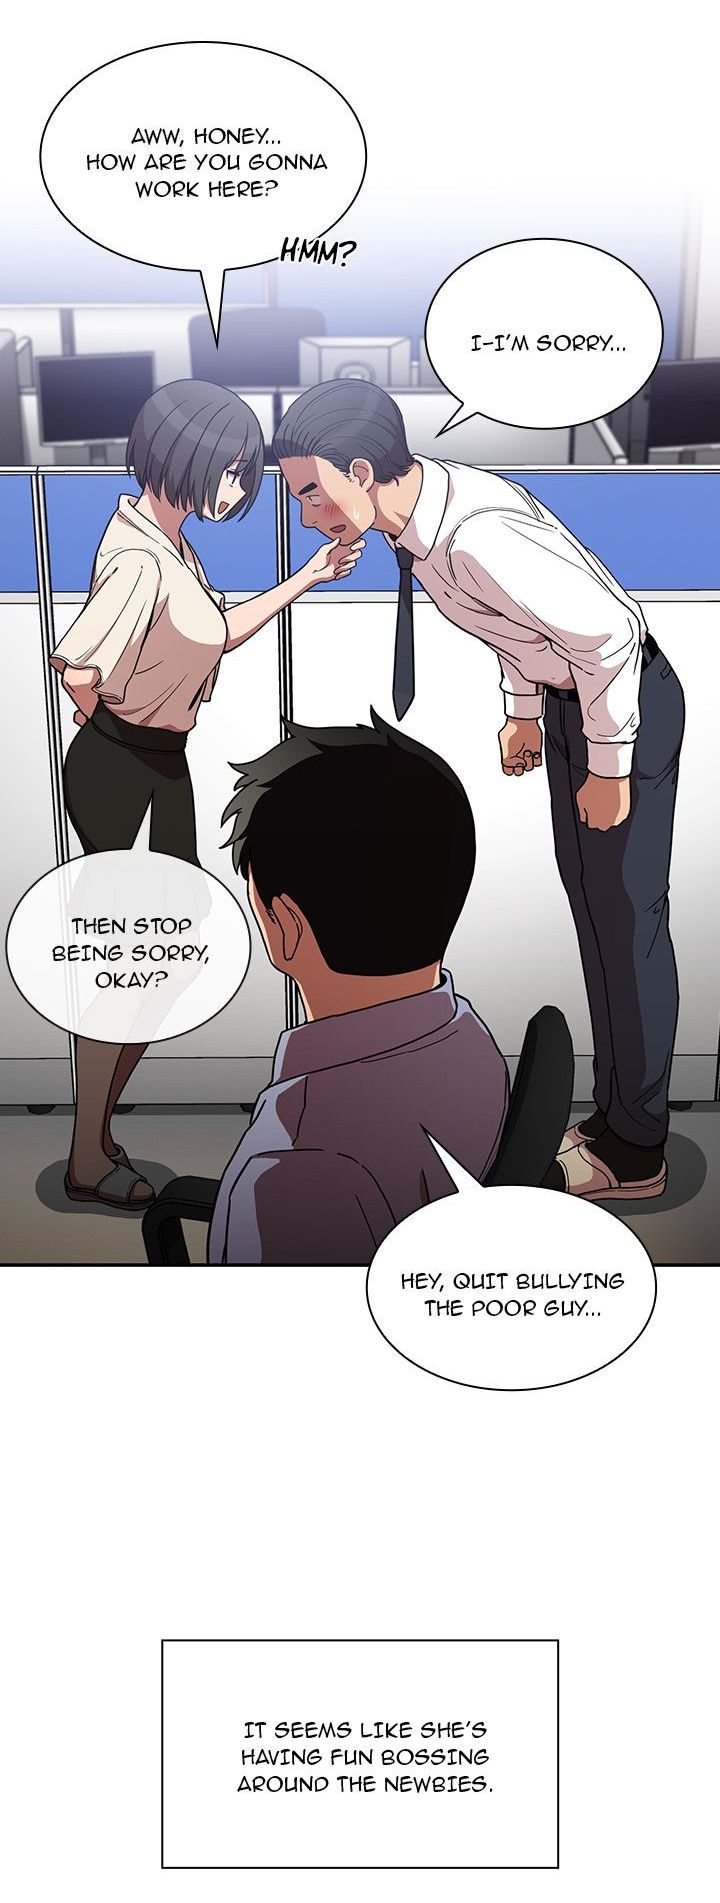 AWW, HONEY...
HOW ARE YOU GONNA
WORK HERE?
HMM?
I-I'M SORRY...
THEN STOP
BEING SORRY,
OKAY?
HEY, QUIT BULLYING
THE POOR GUY...
IT SEEMS LIKE SHE'S
HAVING FUN BOSSING
AROUND THE NEWBIES.